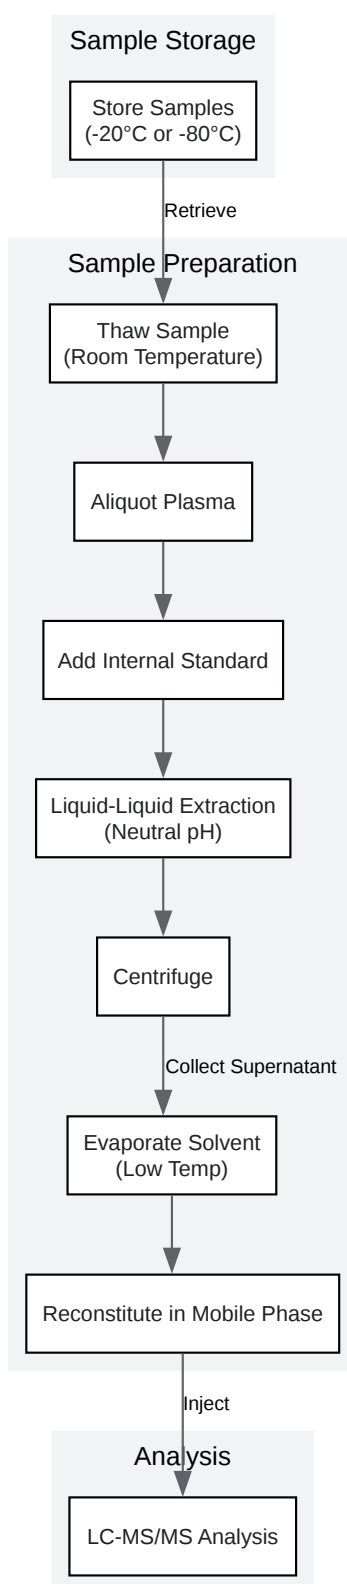 Sample Storage
Store Samples
(-20°C or -80°C)
Retrieve
Sample Preparation
Thaw Sample
(Room Temperature)
Aliquot Plasma
Add Internal Standard
Liquid-Liquid Extraction
(Neutral pH)
Centrifuge
Collect Supernatant
Evaporate Solvent
(Low Temp)
Reconstitute in Mobile Phase
Inject
Analysis
LC-MS/MS Analysis